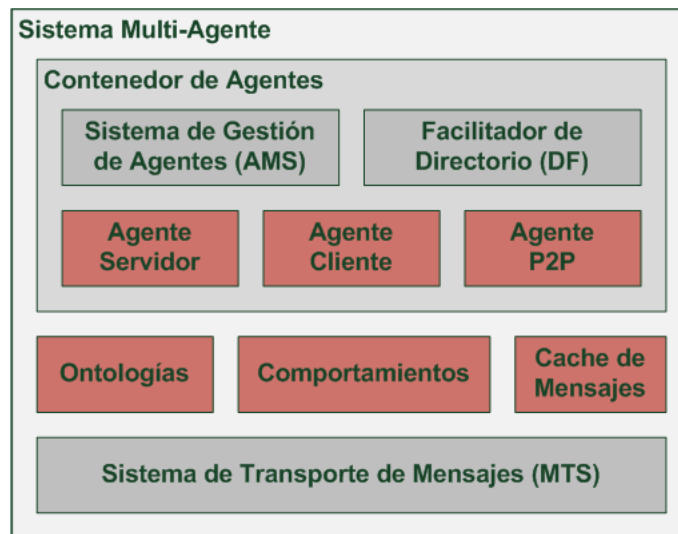 Sistema Multi-Agente
Contenedor de Agentes
Sistema de Gestión
de Agentes (AMS)
Facilitador de
Directorio (DF)
Agente
Servidor
Agente
Cliente
Agente
P2P
Ontologías
Comportamientos
Cache de
Mensajes
Sistema de Transporte de Mensajes (MTS)